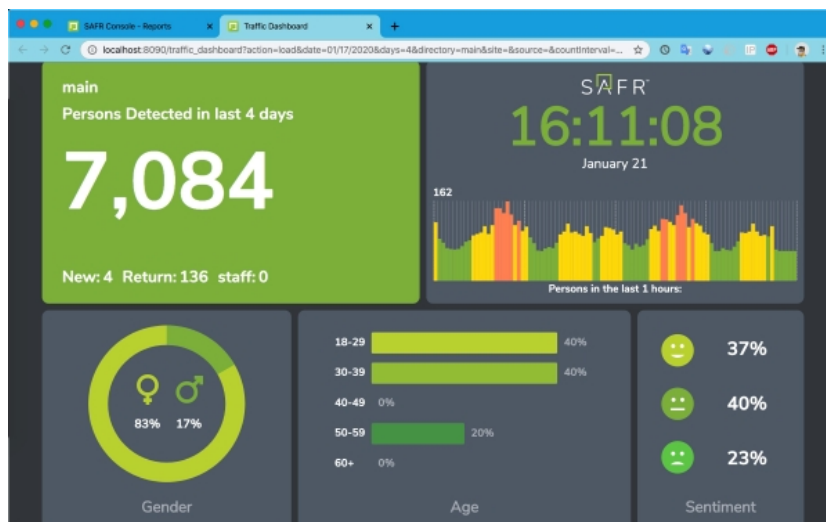 SAFR Console - Reports
Traffic Dashboard
localhost:8090/traffic_dashboard?action=load&date=01/17/2020&days=4&directory=main&site=&source=&countInterval=...
main
Persons Detected in last 4 days
7,084
New: 4 Return: 136 staff: 0
SAFR
16:11:08
January 21
162
Persons in the last 1 hours:
83% 17%
Gender
18-29 40%
30-39 40%
40-49 0%
50-59 20%
60+ 0%
Age
37%
40%
23%
Sentiment